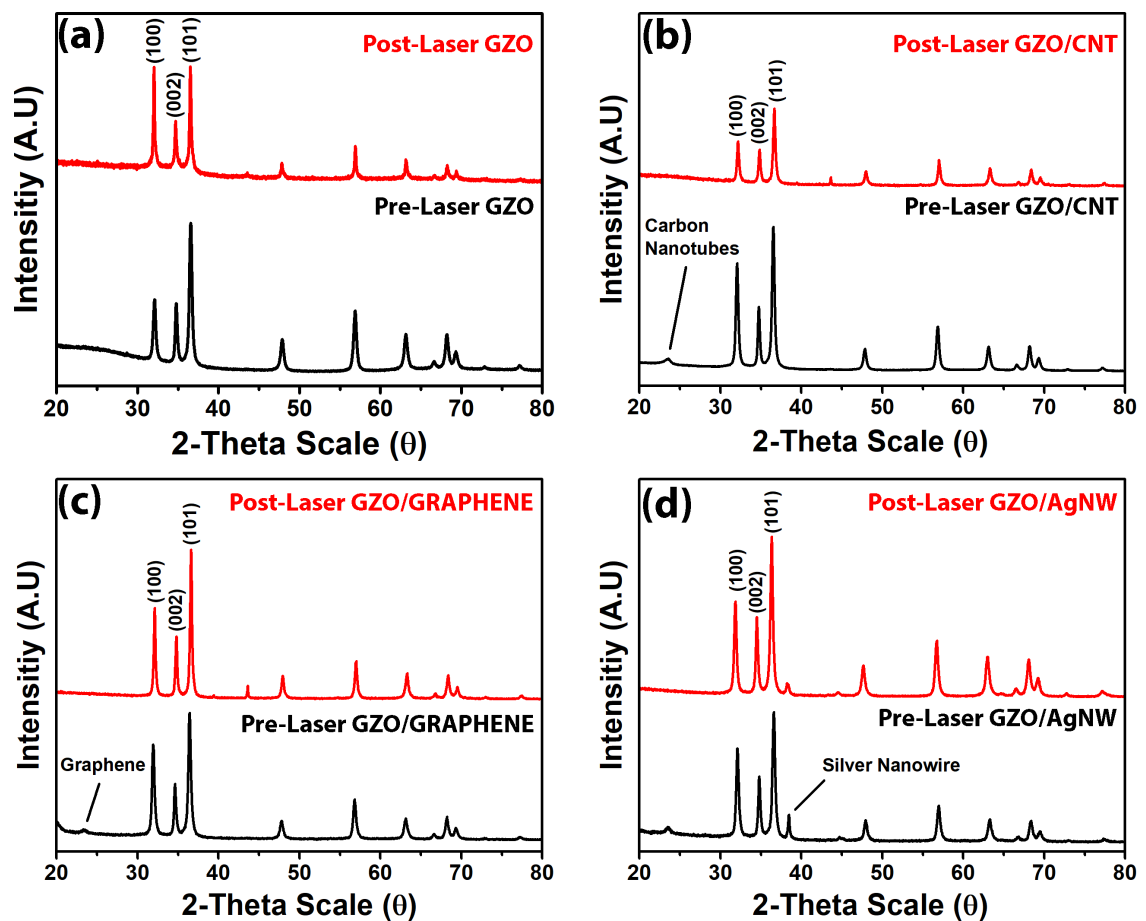 (a)
Post-Laser GZO
(100)
(002)
(101)
Pre-Laser GZO
Intensitiy (A.U)
20 30 40 50 60 70 80
2-Theta Scale (θ)
(b)
Post-Laser GZO/CNT
(100)
(002)
(101)
Pre-Laser GZO/CNT
Carbon
Nanotubes
Intensitiy (A.U)
20 30 40 50 60 70 80
2-Theta Scale (θ)
(c)
Post-Laser GZO/GRAPHENE
(100)
(002)
(101)
Pre-Laser GZO/GRAPHENE
Graphene
Intensitiy (A.U)
20 30 40 50 60 70 80
2-Theta Scale (θ)
(d)
Post-Laser GZO/AgNW
(100)
(002)
(101)
Pre-Laser GZO/AgNW
Silver Nanowire
Intensitiy (A.U)
20 30 40 50 60 70 80
2-Theta Scale (θ)